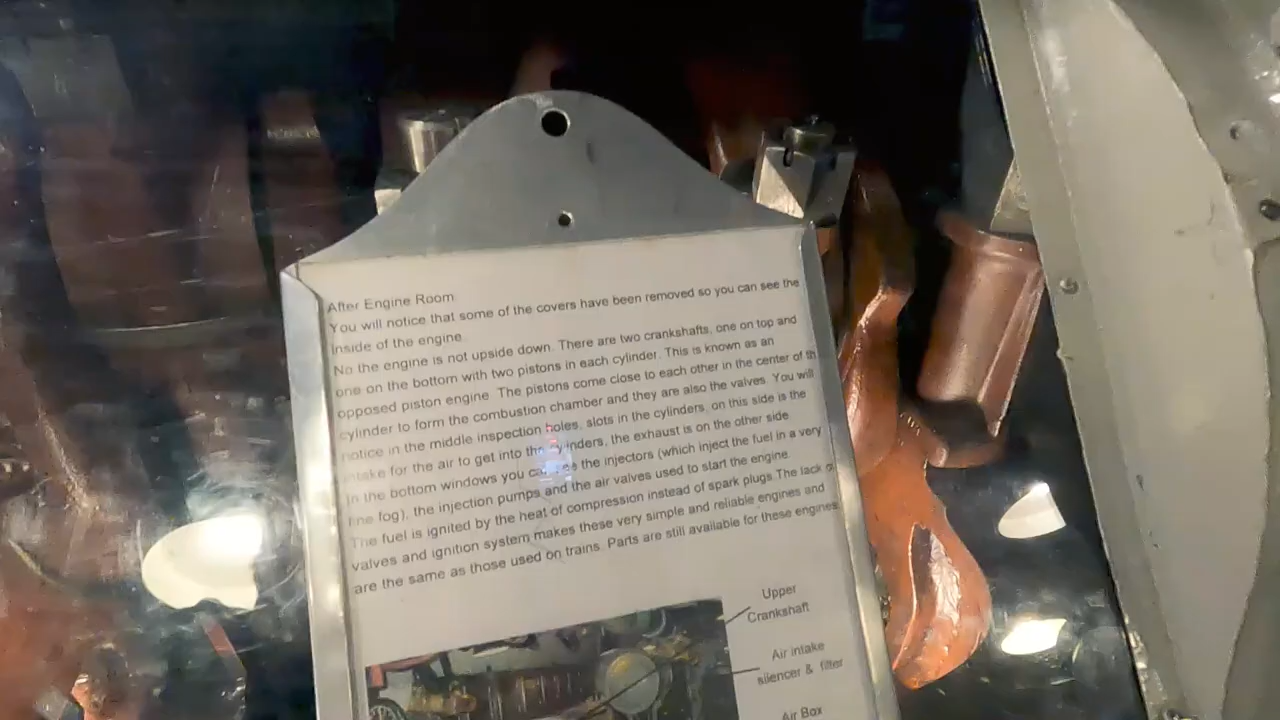 After Engine Room
You will notice that some of the covers have been removed so you can see the
inside of the engine.
No the engine is not upside down. There are two crankshafts, one on top and
one on the bottom with two pistons in each cylinder. This is known as an
opposed piston engine. The pistons come close to each other in the center of th
cylinder to form the combustion chamber and they are also the valves. You will
notice in the middle inspection holes, slots in the cylinders, on this side is the
intake for the air to get into the cylinders, the exhaust is on the other side.
In the bottom windows you can see the injectors (which inject the fuel in a very
fine fog), the injection pumps and the air valves used to start the engine.
The fuel is ignited by the heat of compression instead of spark plugs.The lack o
valves and ignition system makes these very simple and reliable engines and
are the same as those used on trains. Parts are still available for these engines.
Upper
Crankshaft
Air intake
silencer & filter
Air Box